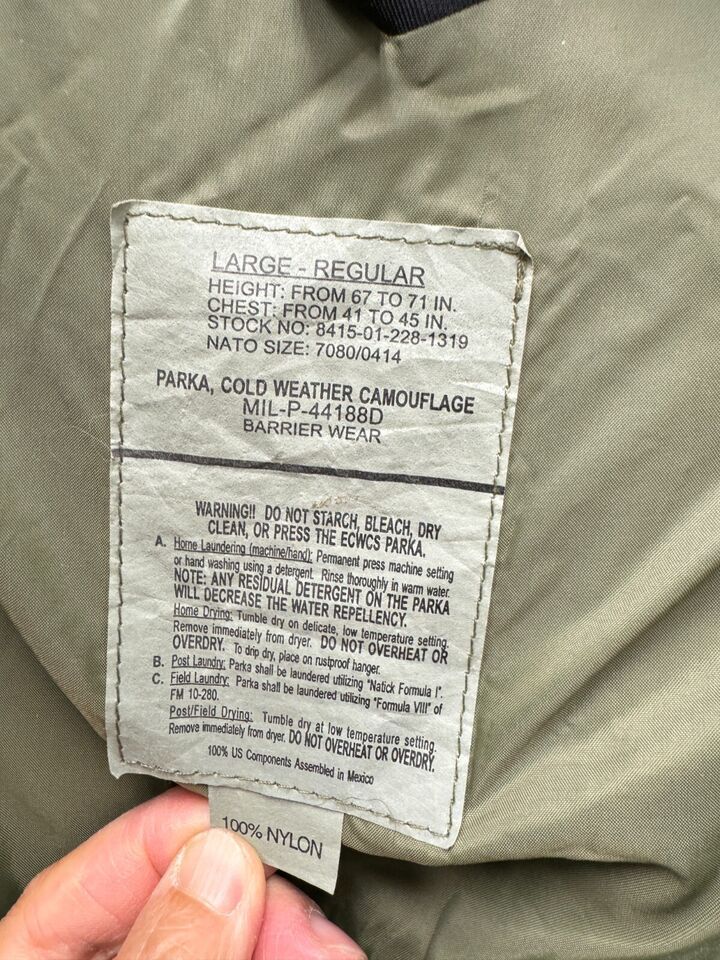 LARGE - REGULAR
HEIGHT: FROM 67 TO 71 IN.
CHEST: FROM 41 TO 45 IN.
STOCK NO: 8415-01-228-1319
NATO SIZE: 7080/0414
PARKA, COLD WEATHER CAMOUFLAGE
MIL-P-44188D
BARRIER WEAR
WARNING!! DO NOT STARCH, BLEACH, DRY
CLEAN, OR PRESS THE ECWCS PARKA.
A. Home Laundering (machine/hand): Permanent press machine setting
or hand washing using a detergent. Rinse thoroughly in warm water.
NOTE: ANY RESIDUAL DETERGENT ON THE PARKA
WILL DECREASE THE WATER REPELLENCY.
Home Drying: Tumble dry on delicate, low temperature setting.
Remove immediately from dryer. DO NOT OVERHEAT OR
OVERDRY. To drip dry, place on rustproof hanger.
B. Post Laundry: Parka shall be laundered utilizing "Natick Formula I".
C. Field Laundry: Parka shall be laundered utilizing "Formula VIII" of
FM 10-280.
Post/Field Drying: Tumble dry at low temperature setting.
Remove immediately from dryer. DO NOT OVERHEAT OR OVERDRY.
100% US Components Assembled in Mexico
100% NYLON